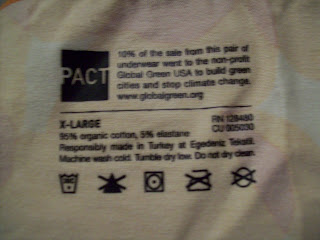 PACT
10% of the sale from this pair of
underwear went to the non-profit
Global Green USA to build green
cities and stop climate change.
www.globalgreen.org
X-LARGE
RN 128480
95% organic cotton, 5% elastane
CU 005030
Responsibly made in Turkey at Egedeniz Tekstil.
Machine wash cold. Tumble dry low. Do not dry clean.